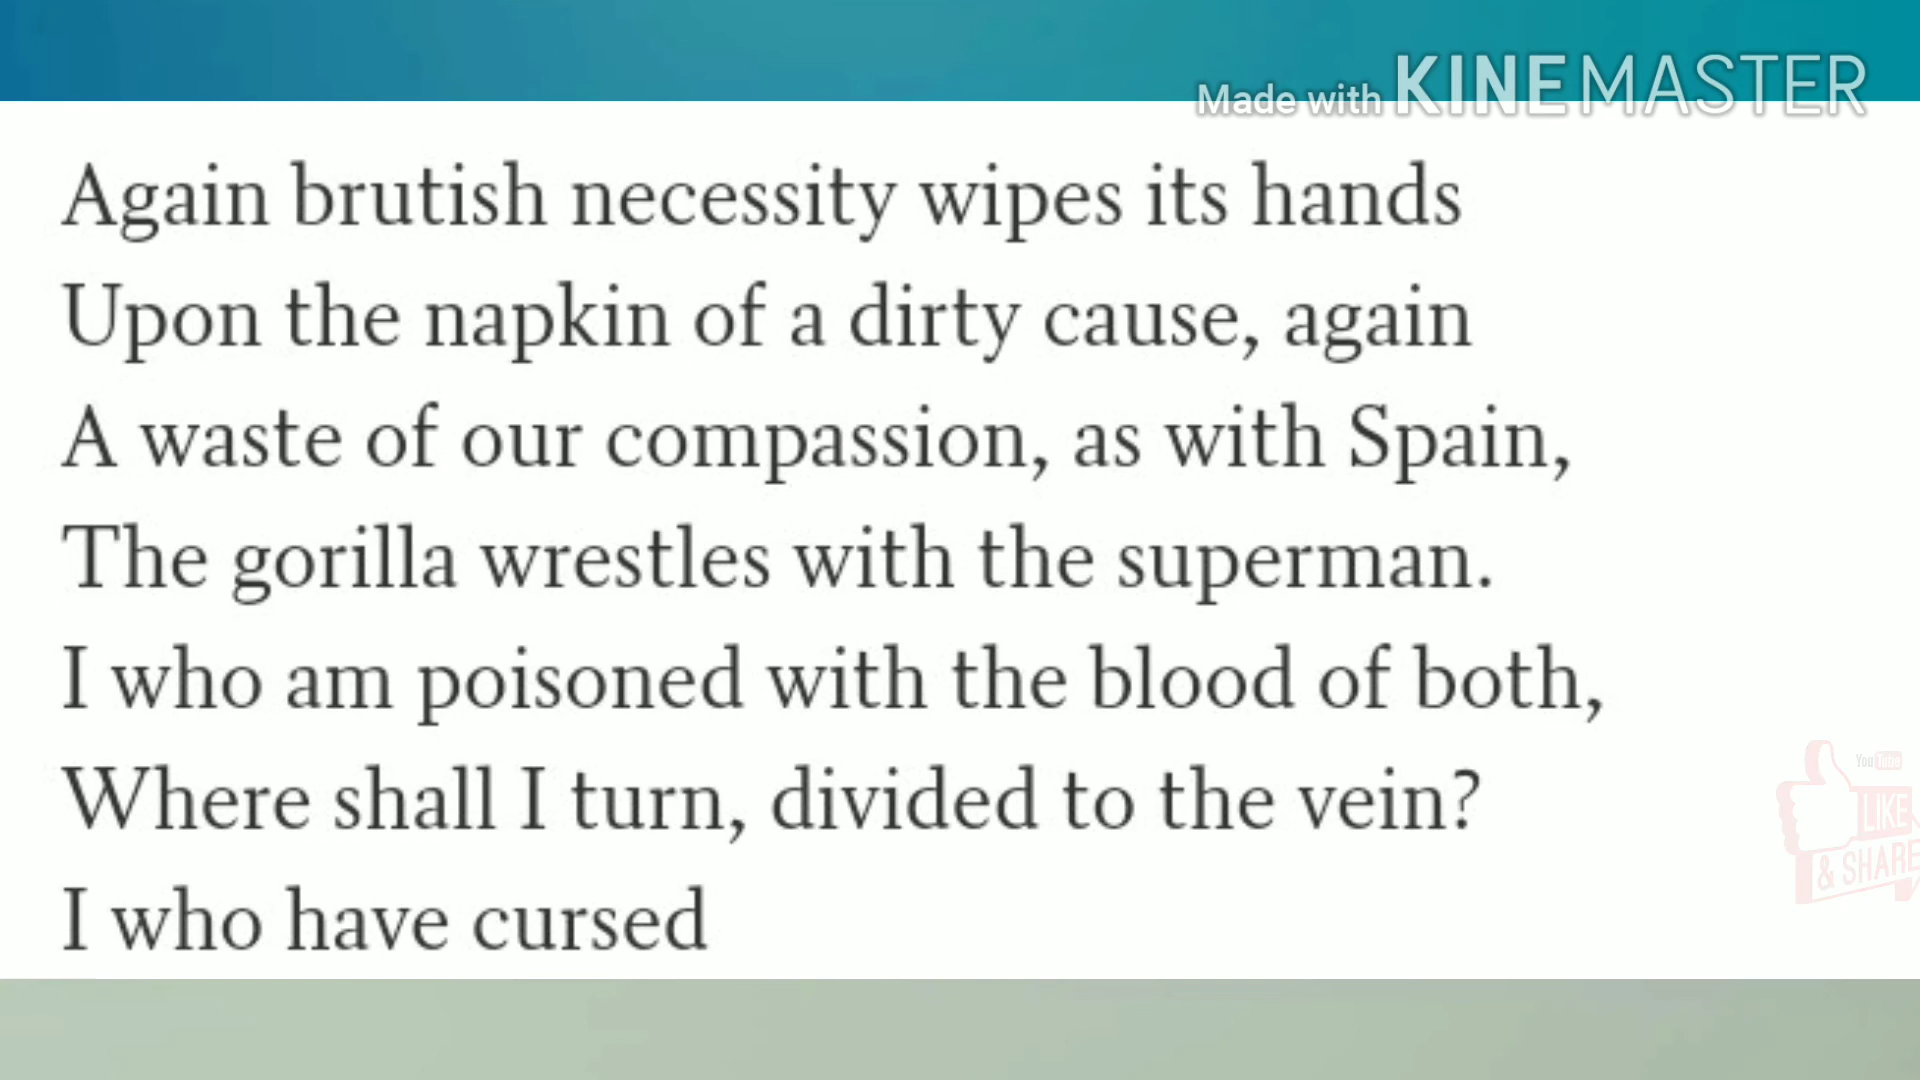 Made with KINEMASTER
Again brutish necessity wipes its hands
Upon the napkin of a dirty cause, again
A waste of our compassion, as with Spain,
The gorilla wrestles with the superman.
I who am poisoned with the blood of both,
Where shall I turn, divided to the vein?
I who have cursed
You Tube
LIKE
& SHARE